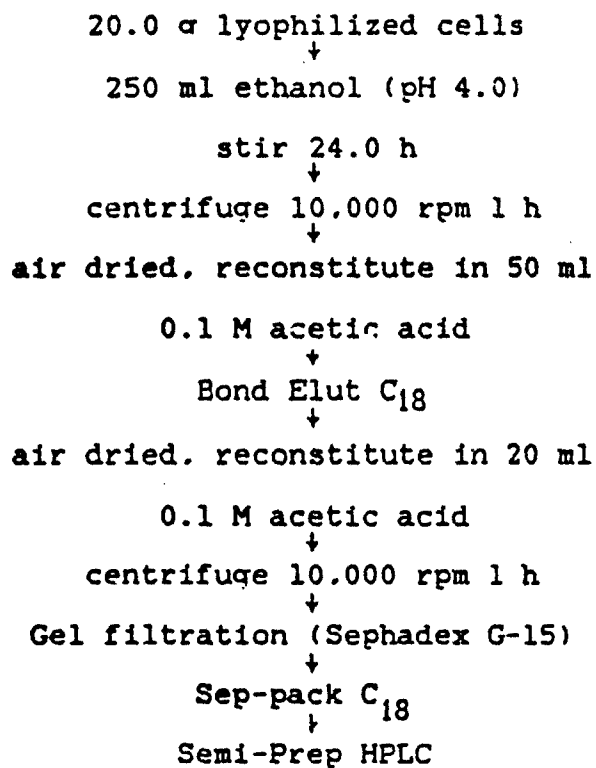 20.0 g lyophilized cells
↓
250 ml ethanol (pH 4.0)
stir 24.0 h
↓
centrifuge 10,000 rpm 1 h
↓
air dried, reconstitute in 50 ml
0.1 M acetic acid
↓
Bond Elut C18
↓
air dried, reconstitute in 20 ml
0.1 M acetic acid
↓
centrifuge 10,000 rpm 1 h
↓
Gel filtration (Sephadex G-15)
↓
Sep-pack C18
↓
Semi-Prep HPLC